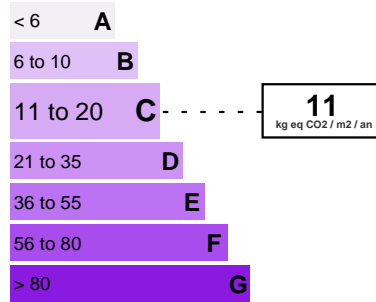 < 6 A
6 to 10 B
11 to 20 C
11
kg eq CO2 / m2 / an
21 to 35 D
36 to 55 E
56 to 80 F
> 80 G